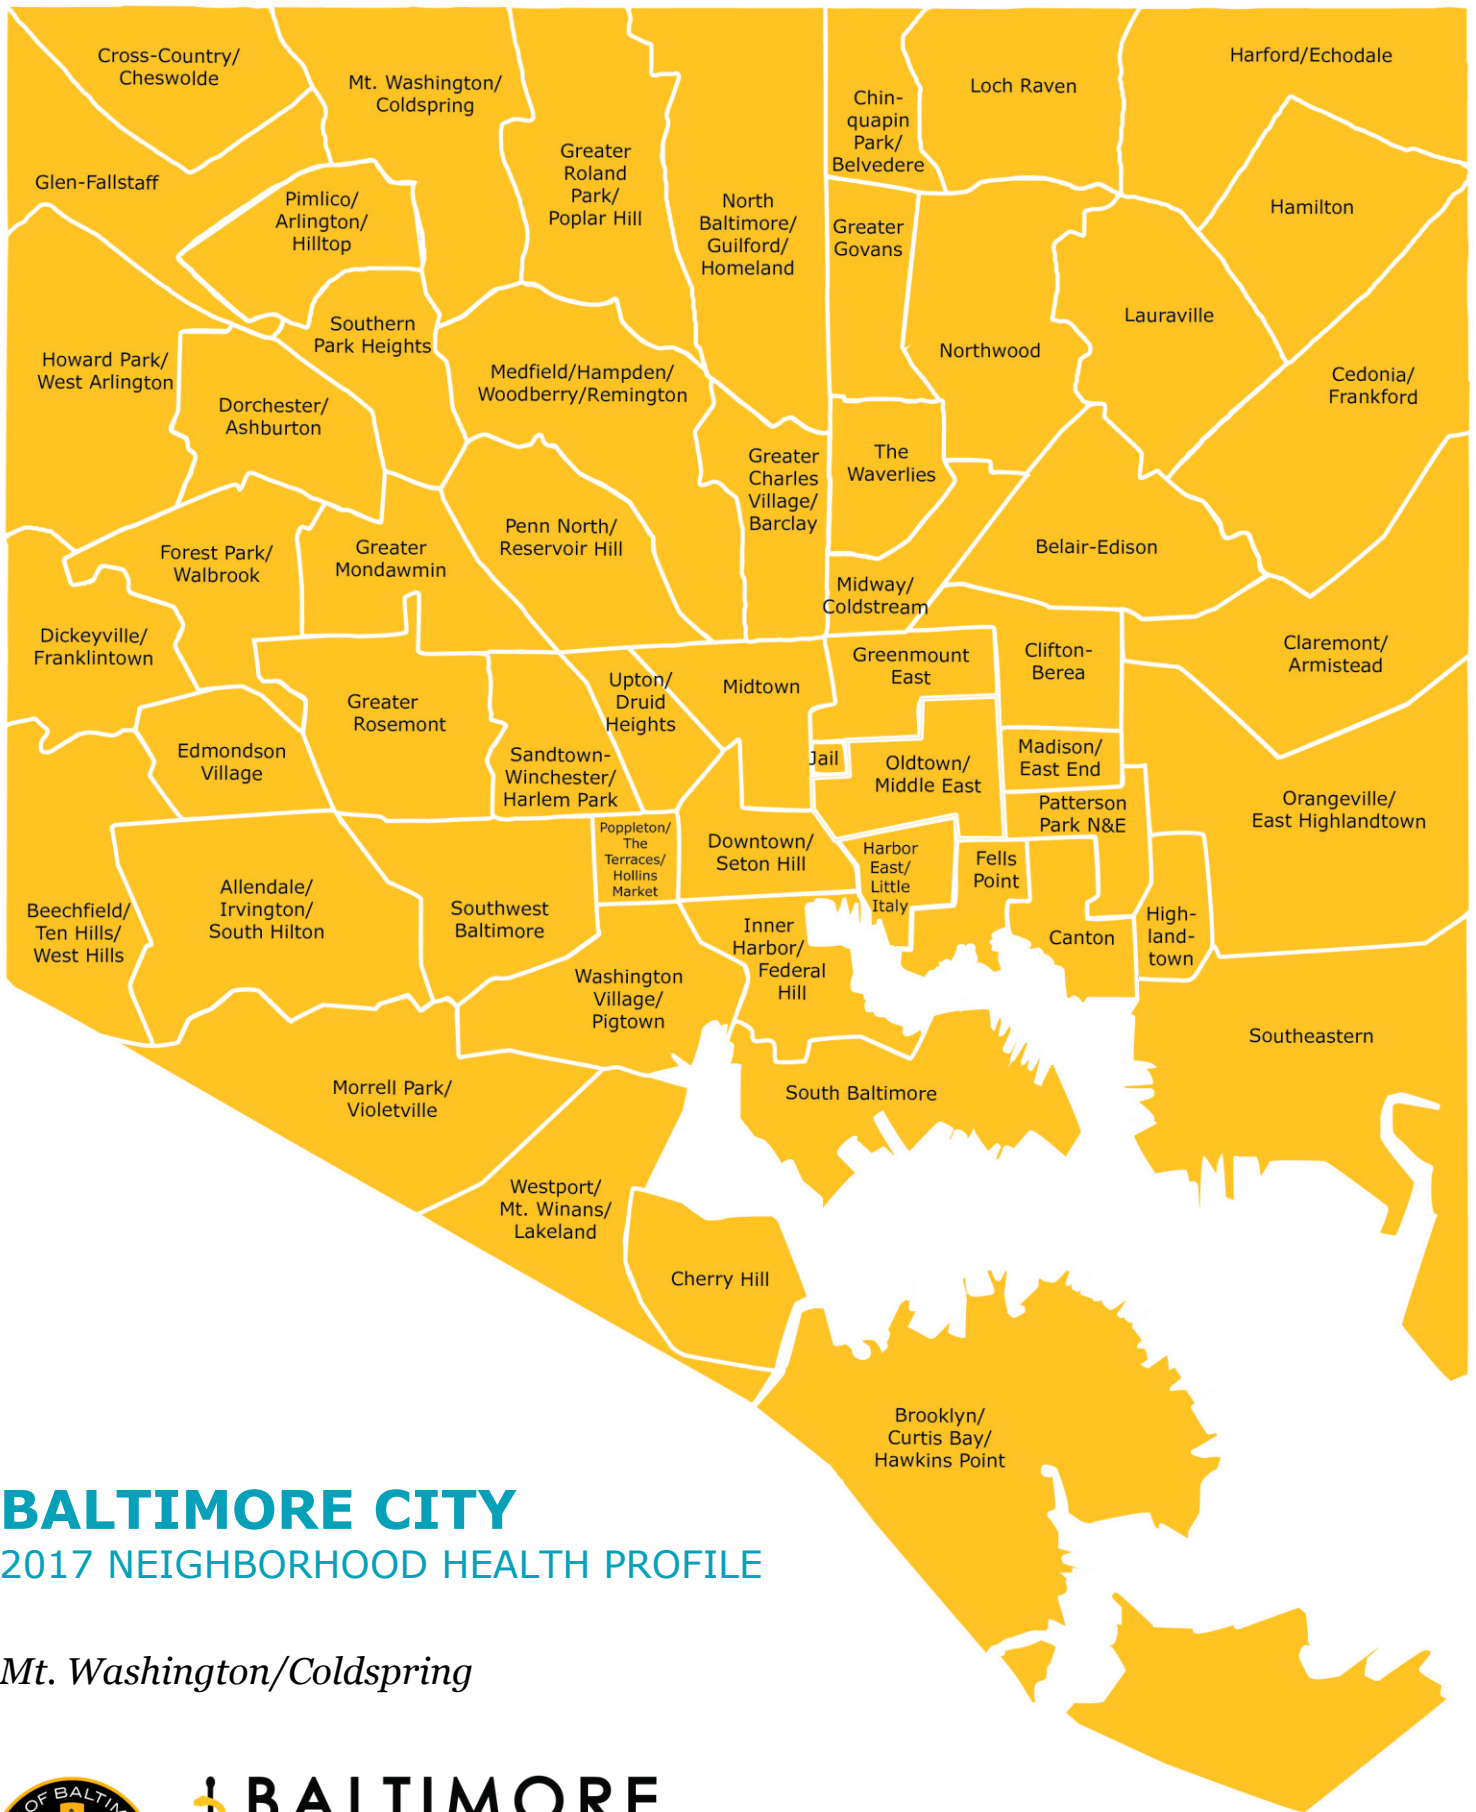 Cross-Country/
Cheswolde
Mt. Washington/
Coldspring
Greater
Roland
Park/
Poplar Hill
North
Baltimore/
Guilford/
Homeland
Chin-
quapin
Park/
Belvedere
Loch Raven
Harford/Echodale
Glen-Fallstaff
Pimlico/
Arlington/
Hilltop
Greater
Govans
Hamilton
Southern
Park Heights
Lauraville
Howard Park/
West Arlington
Medfield/Hampden/
Woodberry/Remington
Northwood
Cedonia/
Frankford
Dorchester/
Ashburton
Greater
Charles
Village/
Barclay
The
Waverlies
Forest Park/
Walbrook
Greater
Mondawmin
Penn North/
Reservoir Hill
Belair-Edison
Midway/
Coldstream
Dickeyville/
Franklintown
Greenmount
East
Clifton-
Berea
Claremont/
Armistead
Greater
Rosemont
Upton/
Druid
Heights
Midtown
Edmondson
Village
Sandtown-
Winchester/
Harlem Park
Jail
Oldtown/
Middle East
Madison/
East End
Patterson
Park N&E
Orangeville/
East Highlandtown
Poppleton/
The
Terraces/
Hollins
Market
Downtown/
Seton Hill
Harbor
East/
Little
Italy
Fells
Point
Beechfield/
Ten Hills/
West Hills
Allendale/
Irvington/
South Hilton
Southwest
Baltimore
Inner
Harbor/
Federal
Hill
Canton
High-
land-
town
Washington
Village/
Pigtown
Southeastern
Morrell Park/
Violetville
South Baltimore
Westport/
Mt. Winans/
Lakeland
Cherry Hill
Brooklyn/
Curtis Bay/
Hawkins Point
BALTIMORE CITY
2017 NEIGHBORHOOD HEALTH PROFILE
Mt. Washington/Coldspring
OF BALTIM
BALTIMORE